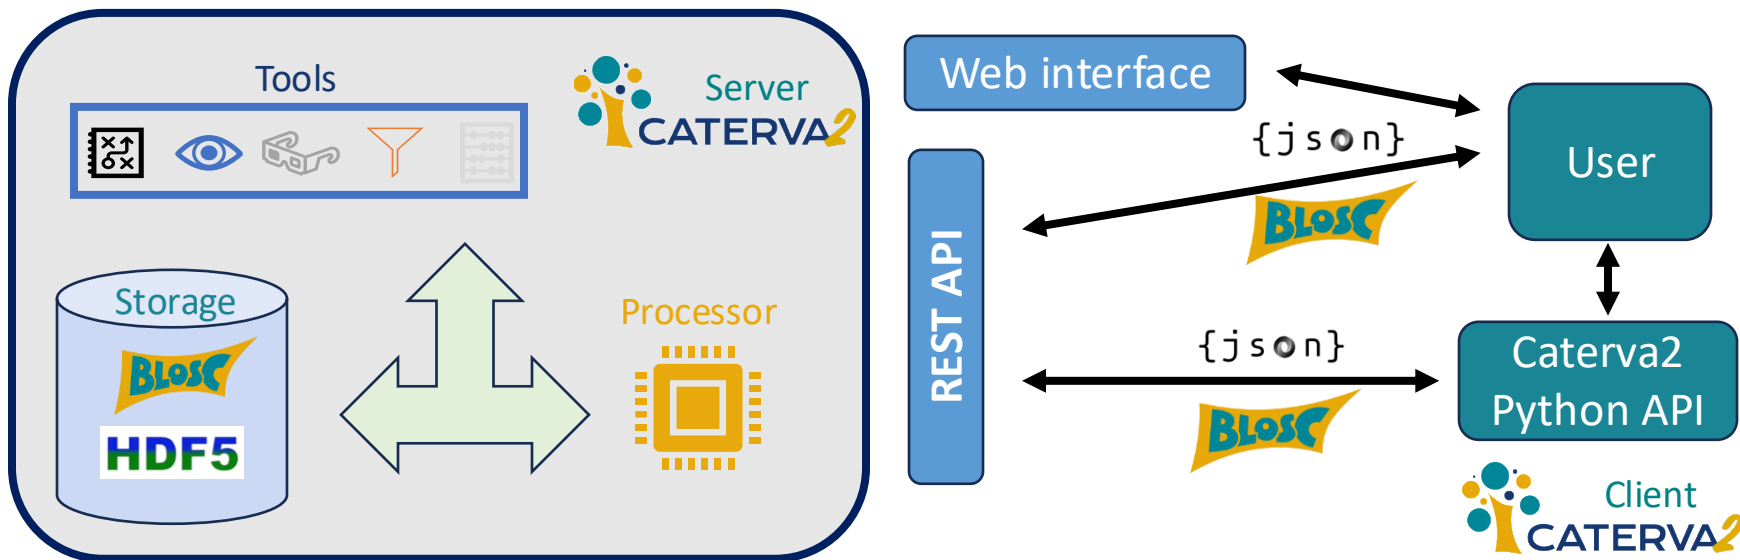 Tools
Server
CATERVA2
Storage
BLOSC
HDF5
Processor
Web interface
REST API
{json}
BLOSC
{json}
BLOSC
User
Caterva2
Python API
Client
CATERVA2